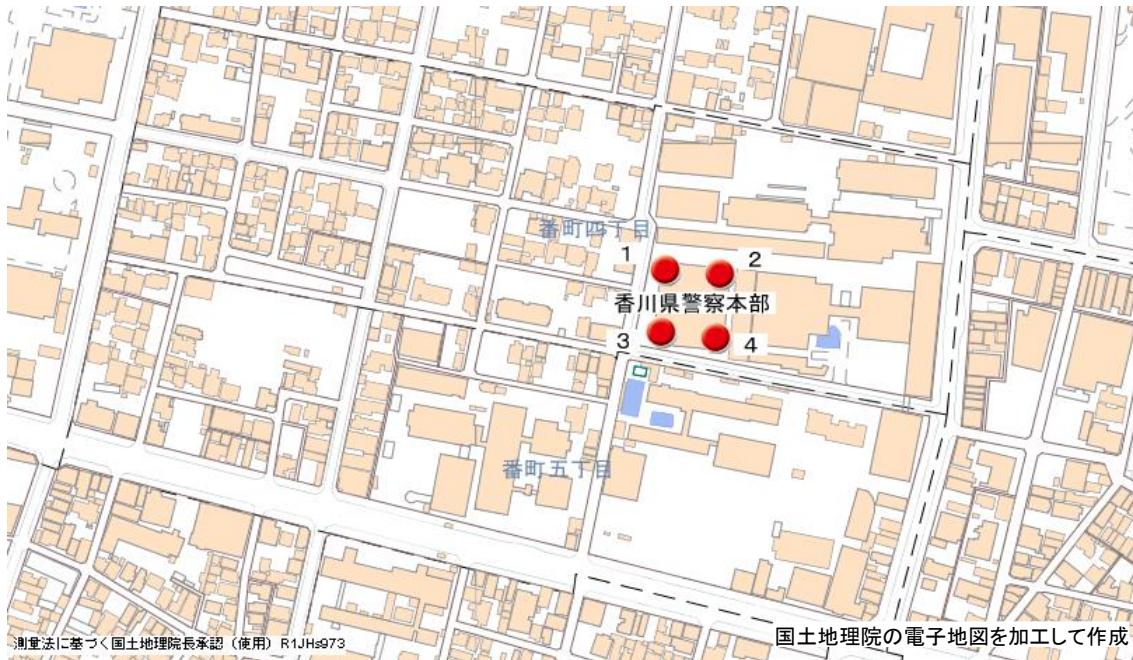 番町四丁目
1
2
香川県警察本部
3
4
番町五丁目
測量法に基づく国土地理院長承認(使用)R1JHs973
国土地理院の電子地図を加工して作成